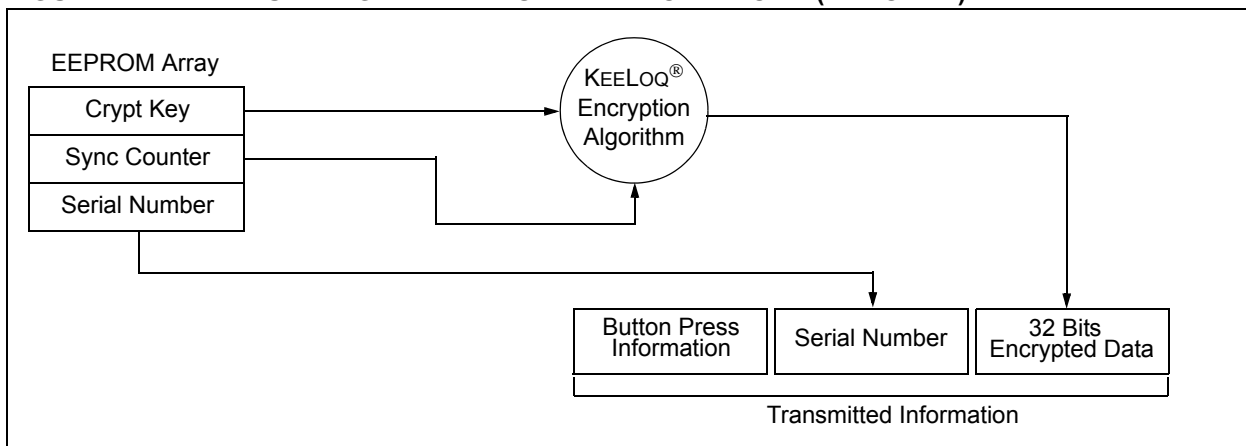 EEPROM Array
Crypt Key
Sync Counter
Serial Number
KEELOQ®
Encryption
Algorithm
Button Press
Information
Serial Number
32 Bits
Encrypted Data
Transmitted Information